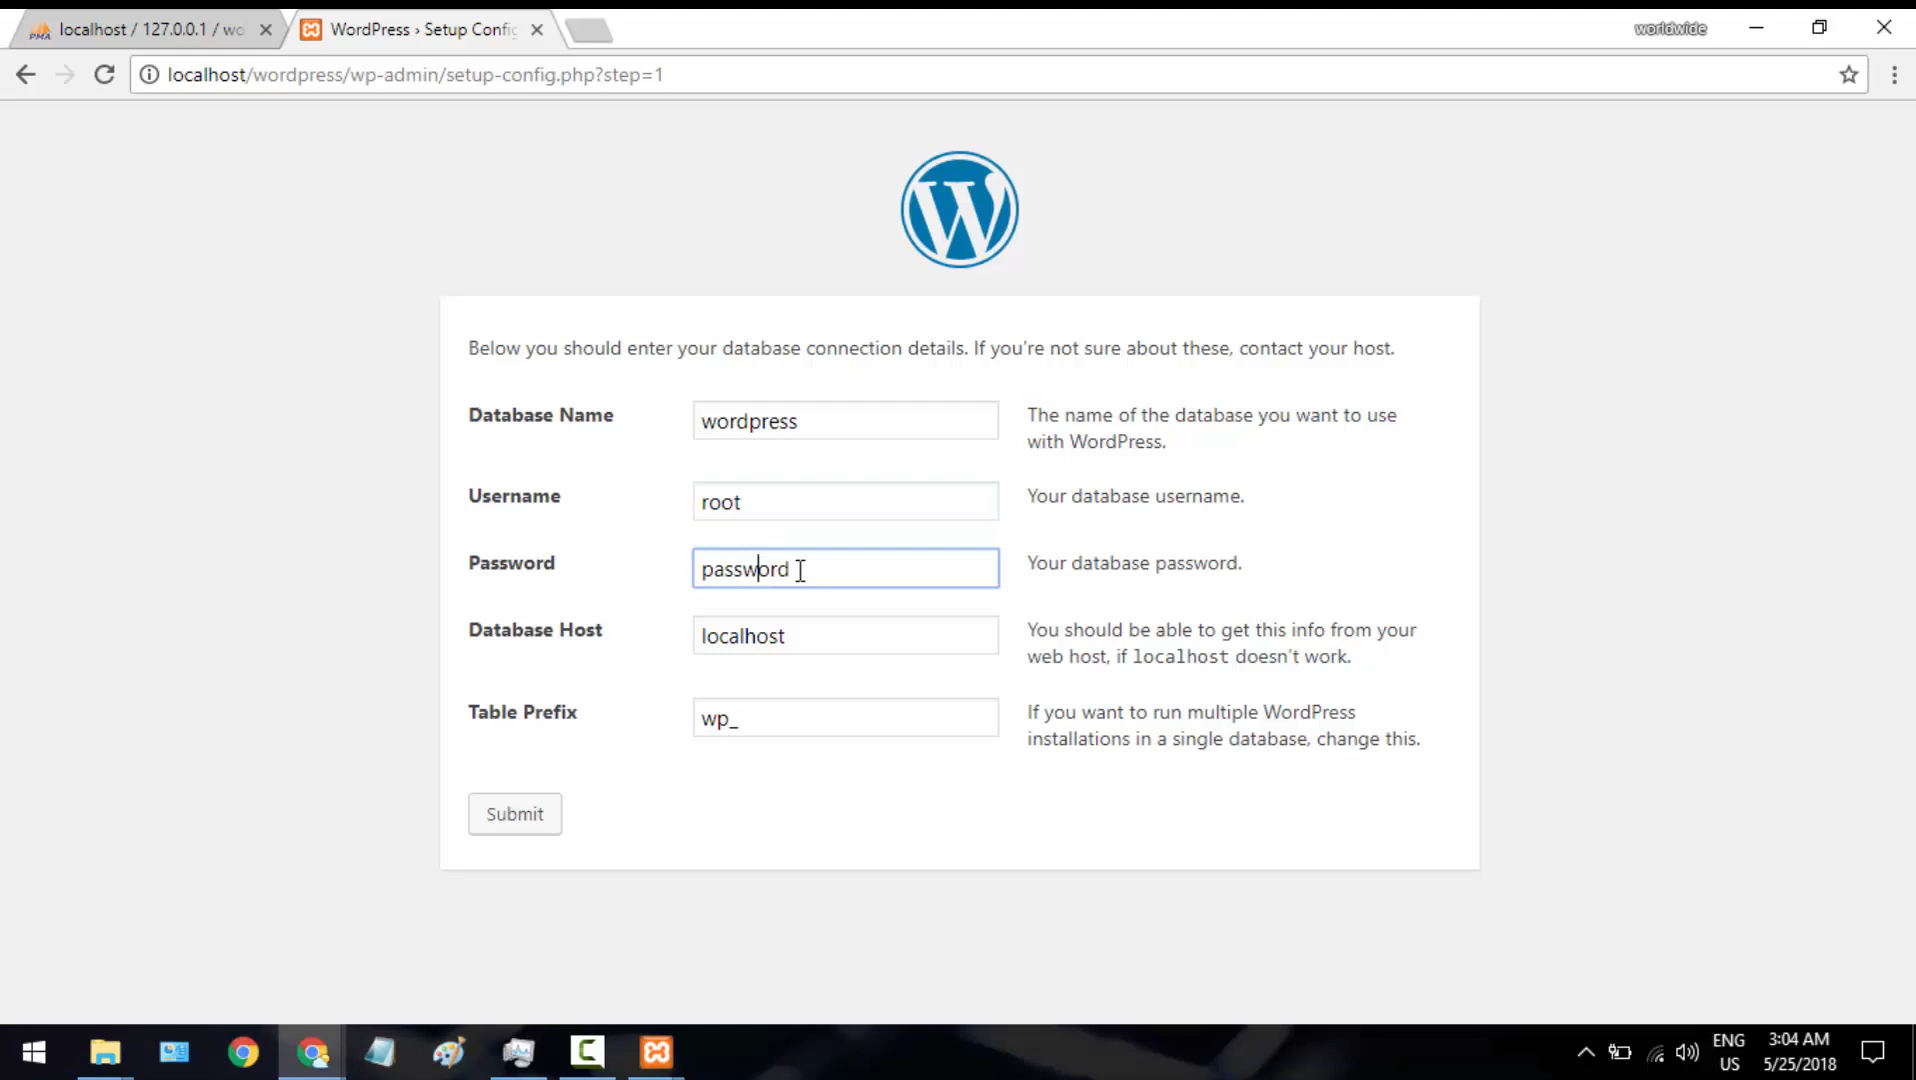 localhost / 127.0.0.1 / wo
WordPress › Setup Config
worldwide
localhost/wordpress/wp-admin/setup-config.php?step=1
W
Below you should enter your database connection details. If you're not sure about these, contact your host.
Database Name
wordpress
The name of the database you want to use
with WordPress.
Username
root
Your database username.
Password
password
Your database password.
Database Host
localhost
You should be able to get this info from your
web host, if localhost doesn't work.
Table Prefix
wp_
If you want to run multiple WordPress
installations in a single database, change this.
Submit
ENG
US
3:04 AM
5/25/2018